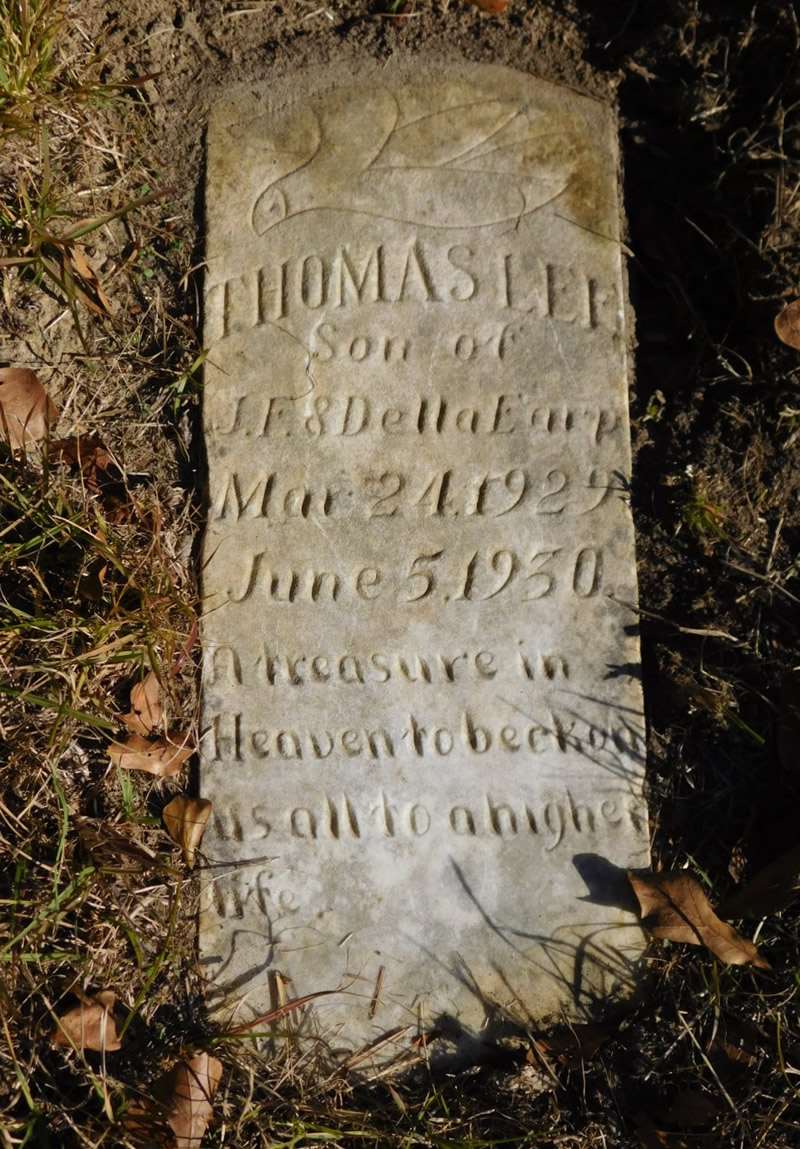 THOMAS LEE
Son of
J.F. & Della Earp
Mar 24, 1929
June 5, 1930
A treasure in
Heaven to beckon
us all to a higher
life.